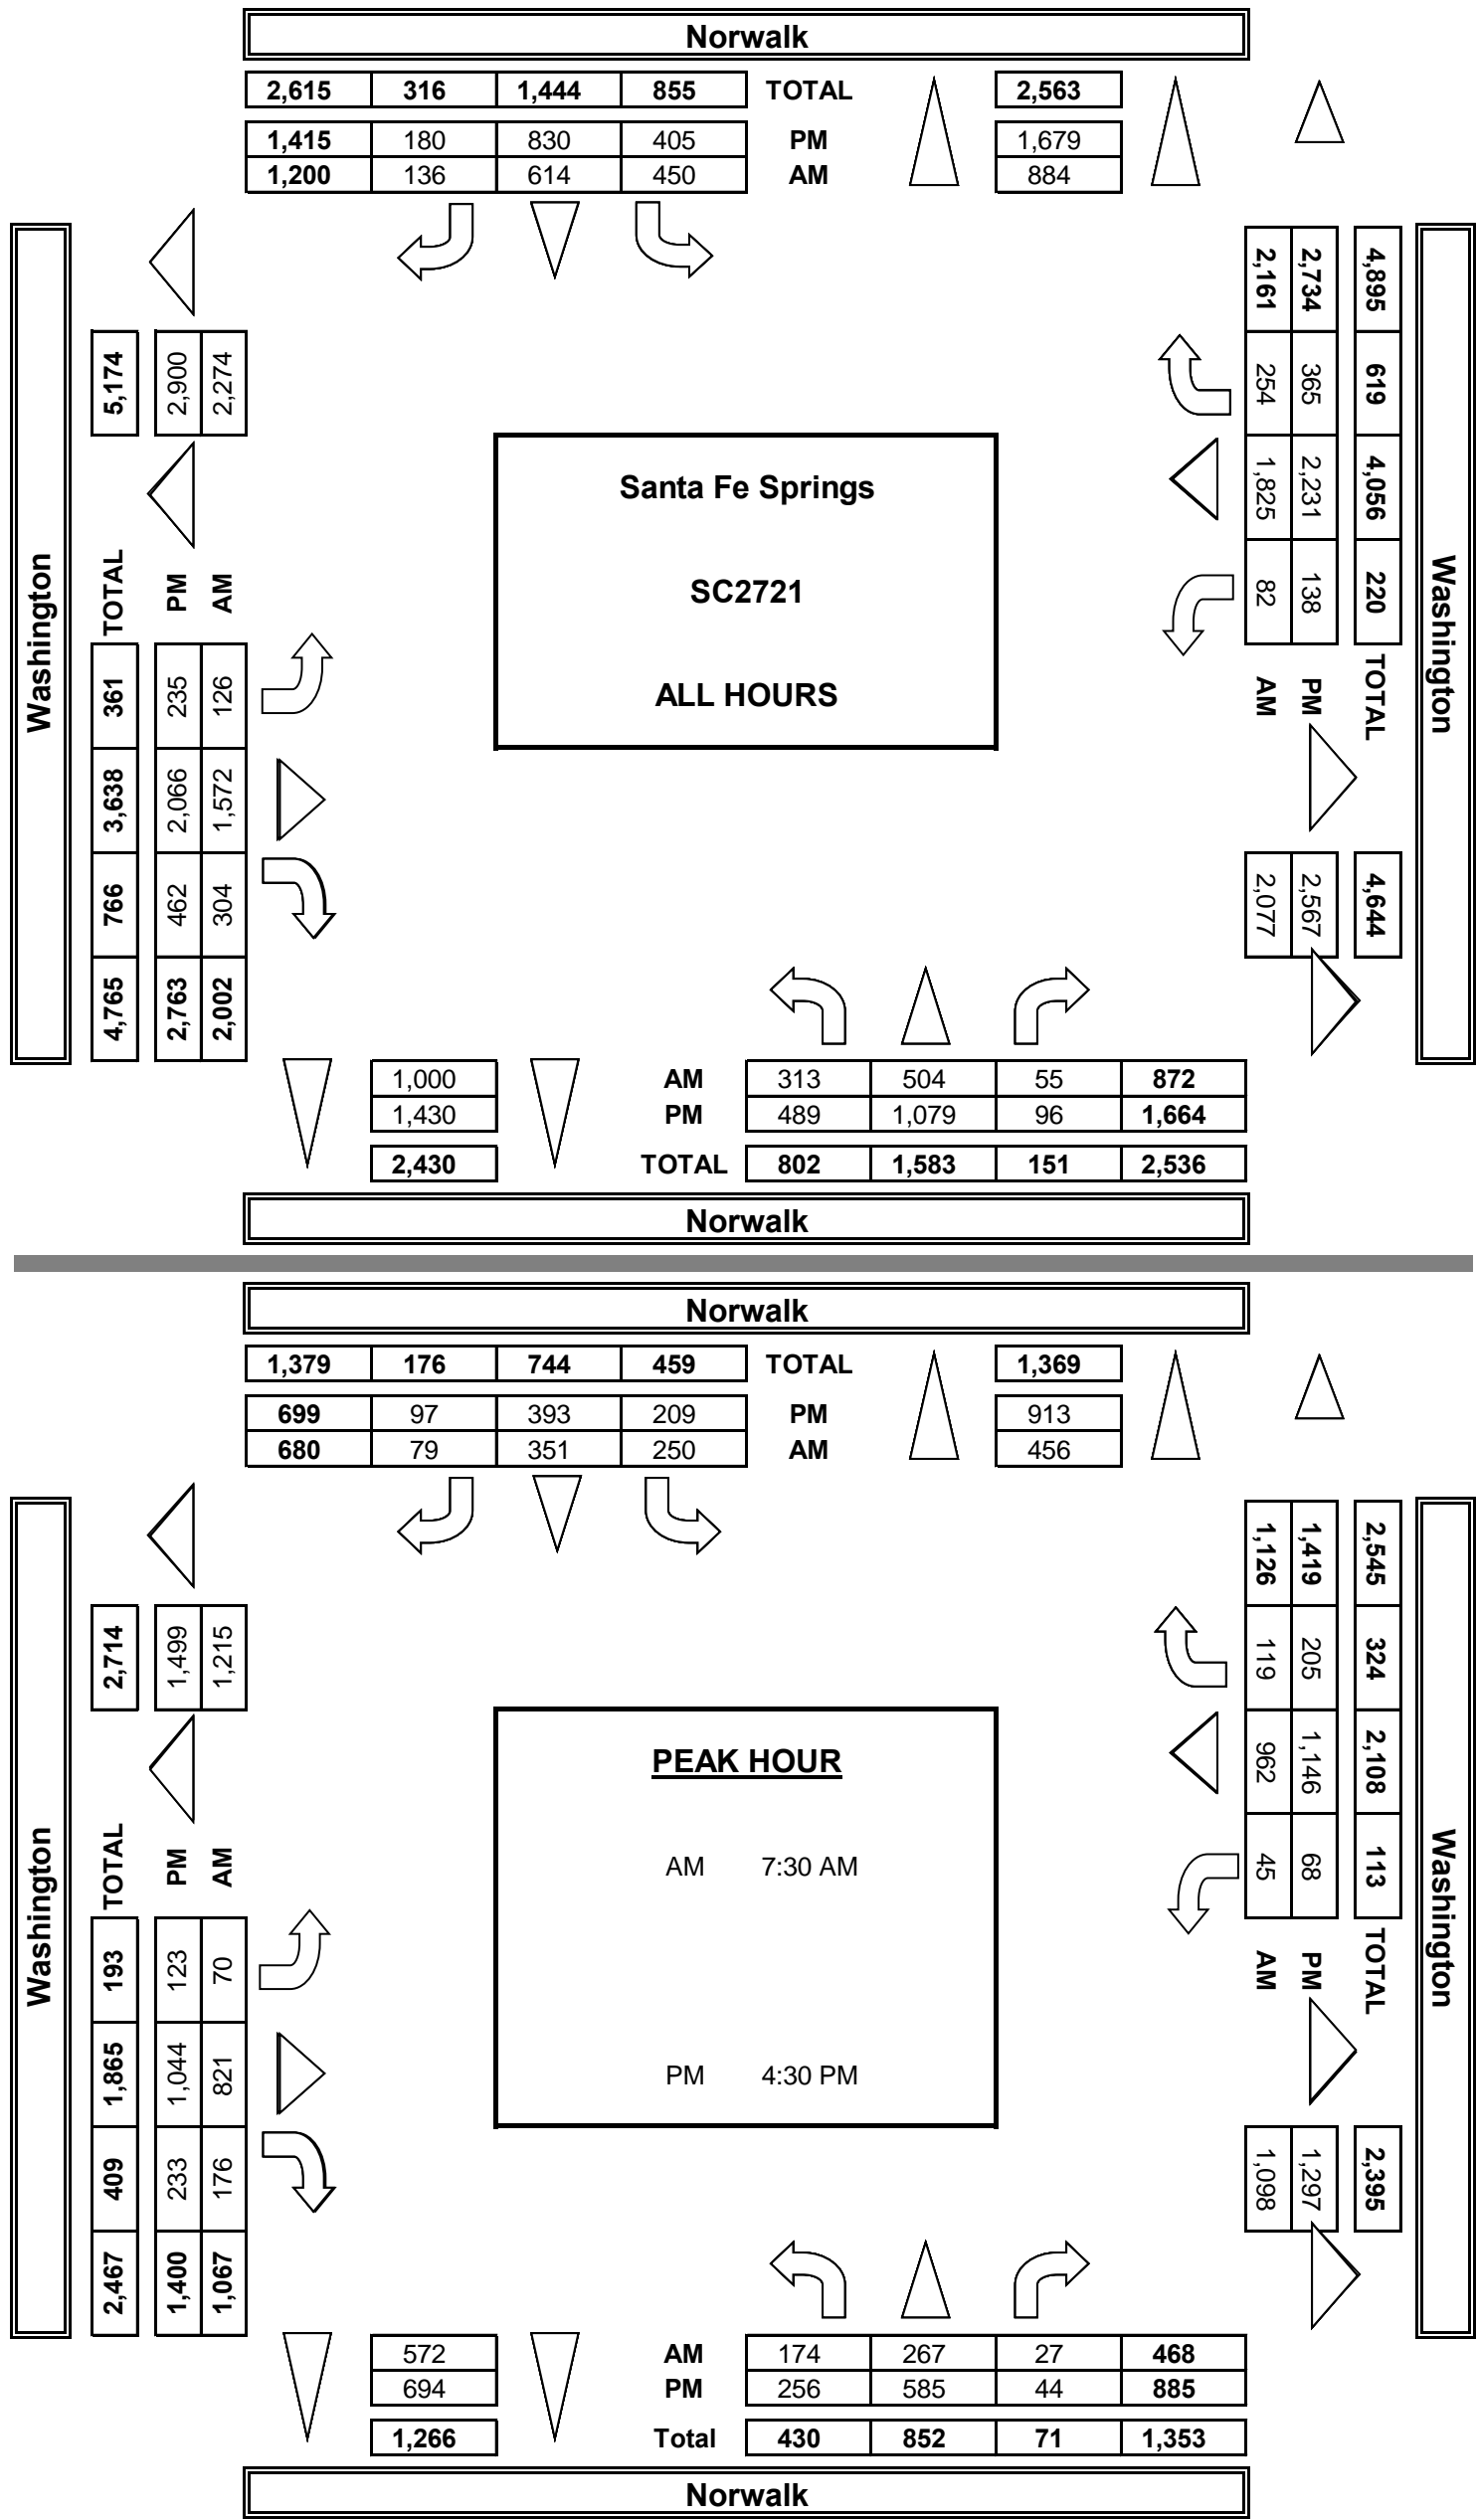 Norwalk
2,615 316 1,444 855 TOTAL 2,563
1,415 180 830 405 PM 1,679
1,200 136 614 450 AM 884
Washington
5,174
2,900
2,274
TOTAL
PM
AM
361 3,638 766 4,765
235 2,066 462 2,763
126 1,572 304 2,002
Santa Fe Springs
SC2721
ALL HOURS
4,895 619 4,056 220 TOTAL 4,644
2,734 365 2,231 138 PM 2,567
2,161 254 1,825 82 AM 2,077
Washington
1,000 AM 313 504 55 872
1,430 PM 489 1,079 96 1,664
2,430 TOTAL 802 1,583 151 2,536
Norwalk
Norwalk
1,379 176 744 459 TOTAL 1,369
699 97 393 209 PM 913
680 79 351 250 AM 456
Washington
2,714
1,499
1,215
TOTAL
PM
AM
193 1,865 409 2,467
123 1,044 233 1,400
70 821 176 1,067
PEAK HOUR
AM 7:30 AM
PM 4:30 PM
2,545 324 2,108 113 TOTAL 2,395
1,419 205 1,146 68 PM 1,297
1,126 119 962 45 AM 1,098
Washington
572 AM 174 267 27 468
694 PM 256 585 44 885
1,266 Total 430 852 71 1,353
Norwalk